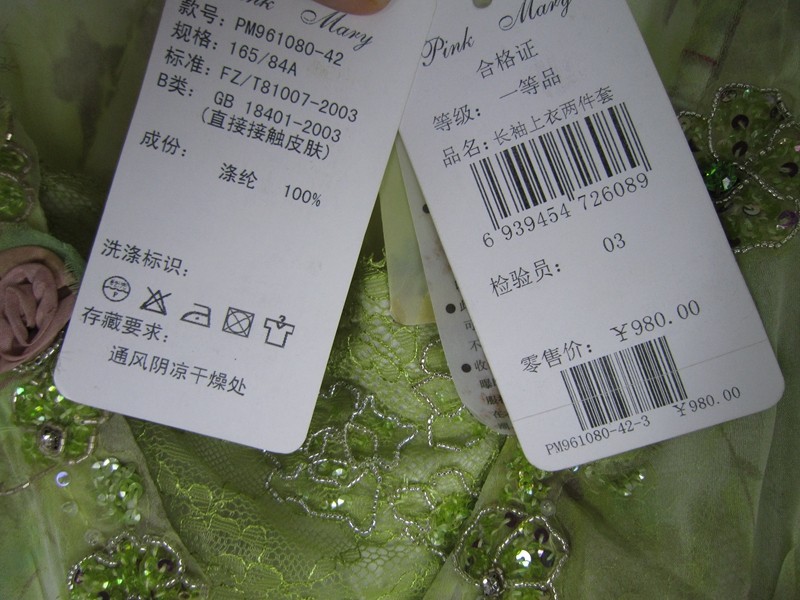 Pink Mary
款号: PM961080-42
规格: 165/84A
标准: FZ/T81007-2003
B类: GB 18401-2003
(直接接触皮肤)
成份:
涤纶 100%
洗涤标识:
存藏要求:
通风阴凉干燥处
Pink Mary
合格证
等级: 一等品
品名: 长袖上衣两件套
6 939454 726089
检验员: 03
零售价: ¥980.00
PM961080-42-3 ¥980.00